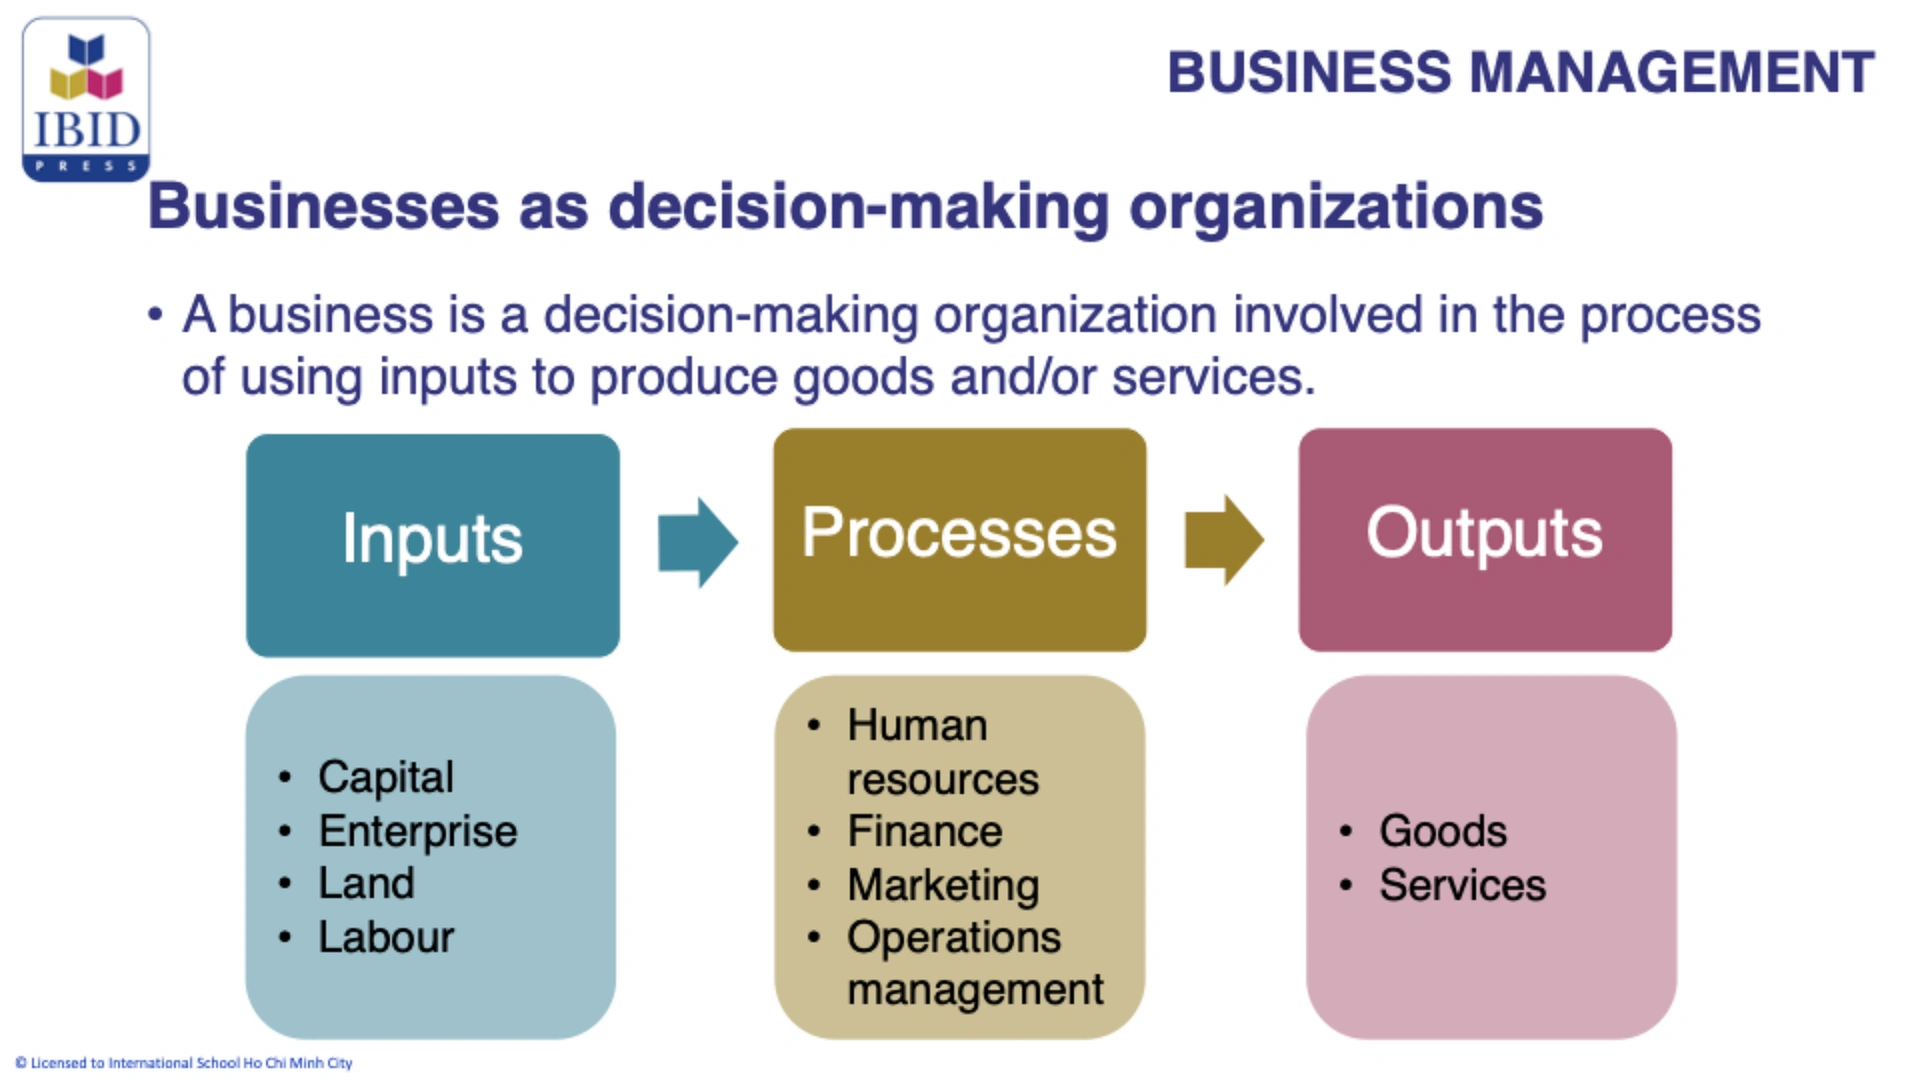 IBID
PRESS
BUSINESS MANAGEMENT
Businesses as decision-making organizations
• A business is a decision-making organization involved in the process
of using inputs to produce goods and/or services.
Inputs
Processes
Outputs
• Capital
• Enterprise
• Land
• Labour
• Human
resources
• Finance
• Marketing
• Operations
management
• Goods
• Services
© Licensed to International School Ho Chi Minh City